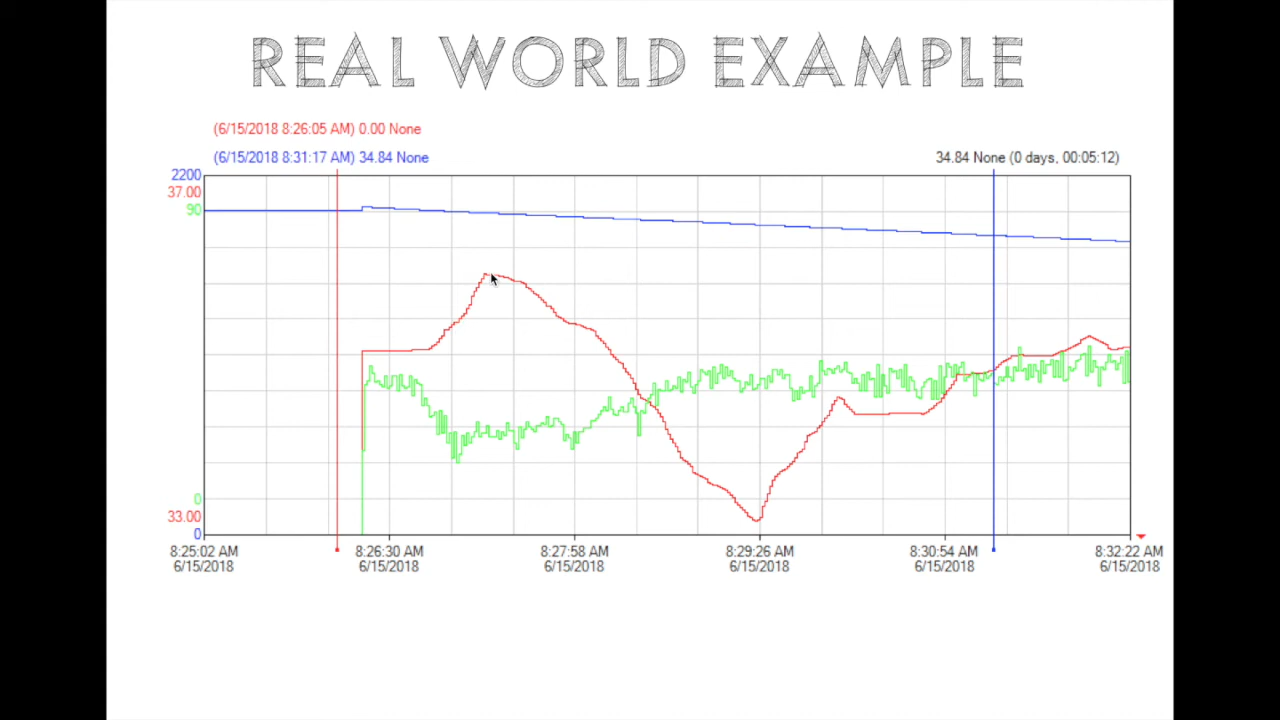 REAL WORLD EXAMPLE
(6/15/2018 8:26:05 AM) 0.00 None
(6/15/2018 8:31:17 AM) 34.84 None
34.84 None (0 days, 00:05:12)
2200
37.00
90
0
33.00
0
8:25:02 AM 8:26:30 AM 8:27:58 AM 8:29:26 AM 8:30:54 AM 8:32:22 AM
6/15/2018 6/15/2018 6/15/2018 6/15/2018 6/15/2018 6/15/2018